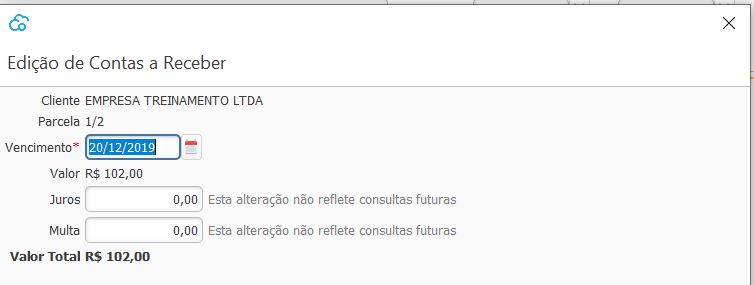 Edição de Contas a Receber
Cliente EMPRESA TREINAMENTO LTDA
Parcela 1/2
Vencimento* 20/12/2019
Valor R$ 102,00
Juros 0,00 Esta alteração não reflete consultas futuras
Multa 0,00 Esta alteração não reflete consultas futuras
Valor Total R$ 102,00